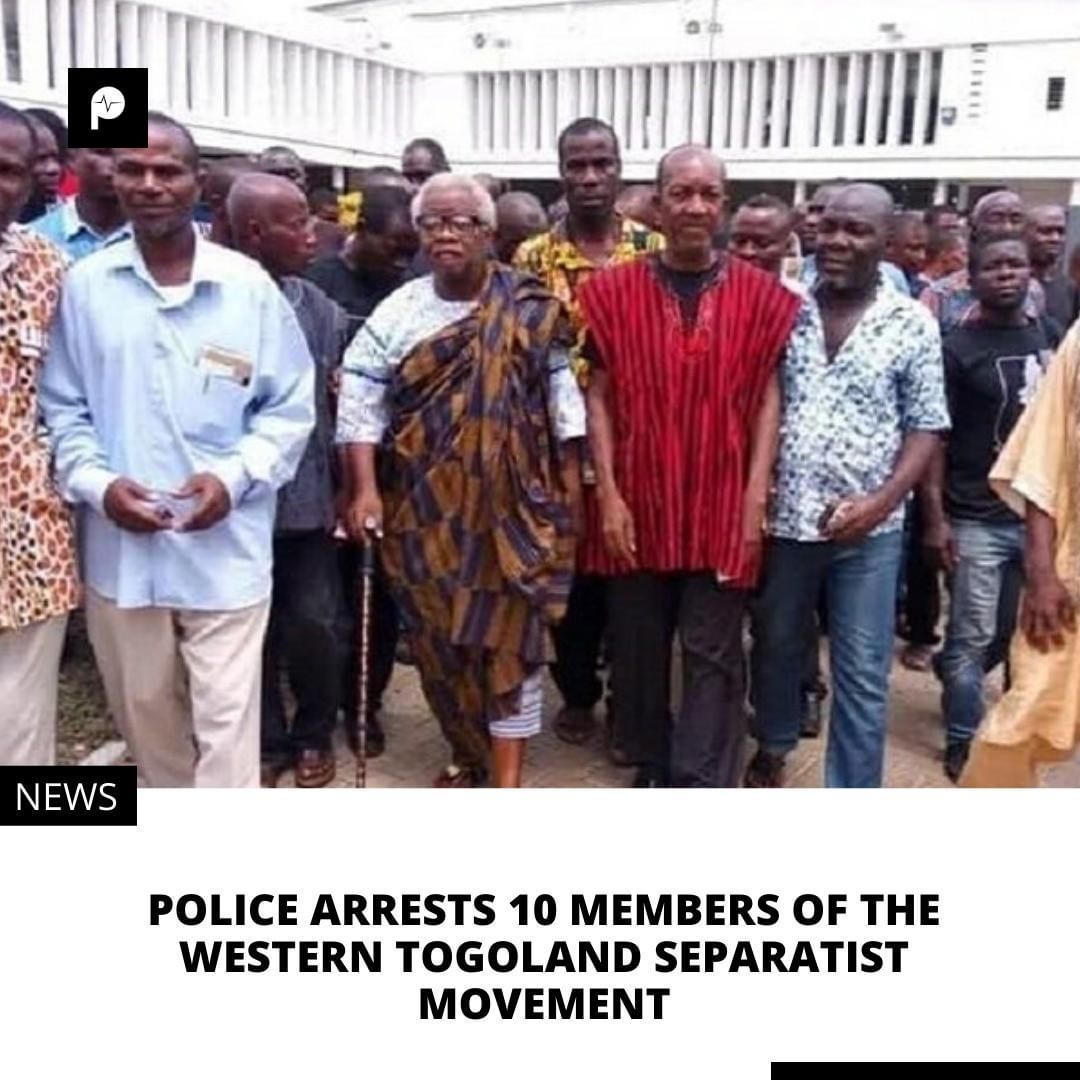 NEWS
POLICE ARRESTS 10 MEMBERS OF THE
WESTERN TOGOLAND SEPARATIST
MOVEMENT